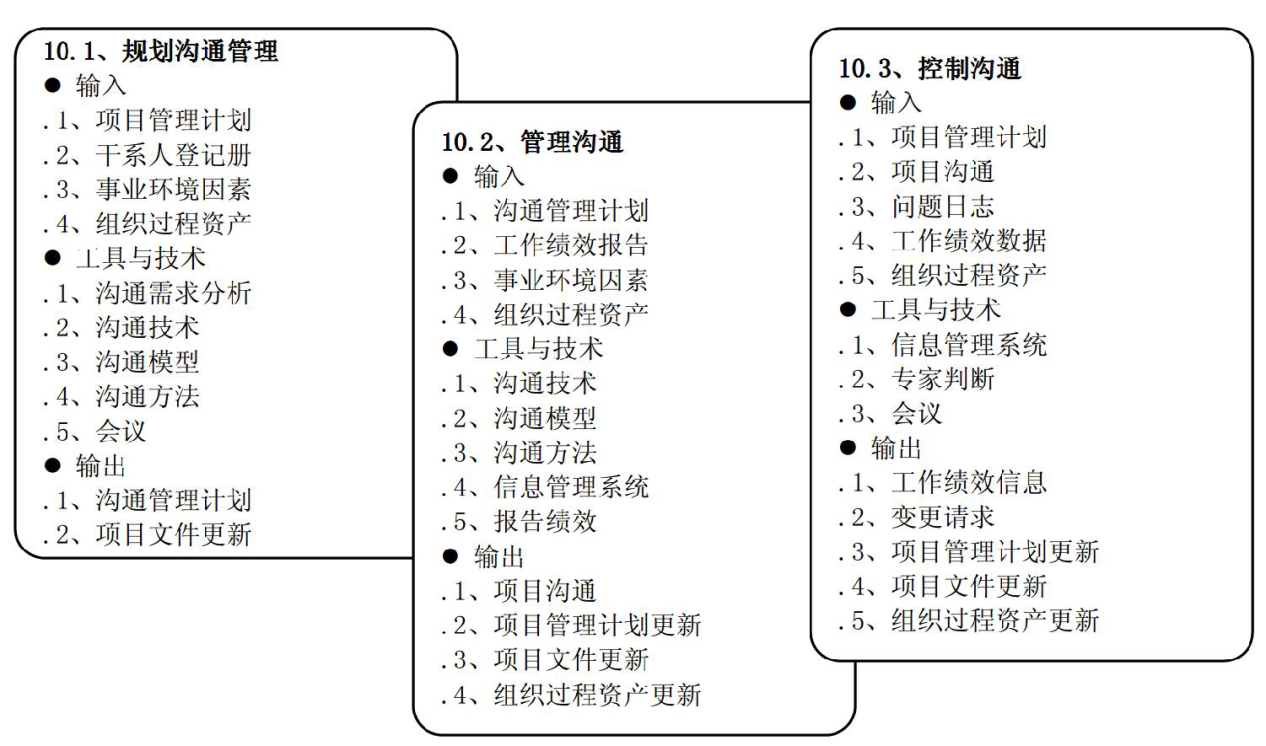 10.1、规划沟通管理
● 输入
.1、项目管理计划
.2、干系人登记册
.3、事业环境因素
.4、组织过程资产
● 工具与技术
.1、沟通需求分析
.2、沟通技术
.3、沟通模型
.4、沟通方法
.5、会议
● 输出
.1、沟通管理计划
.2、项目文件更新
10.2、管理沟通
● 输入
.1、沟通管理计划
.2、工作绩效报告
.3、事业环境因素
.4、组织过程资产
● 工具与技术
.1、沟通技术
.2、沟通模型
.3、沟通方法
.4、信息管理系统
.5、报告绩效
● 输出
.1、项目沟通
.2、项目管理计划更新
.3、项目文件更新
.4、组织过程资产更新
10.3、控制沟通
● 输入
.1、项目管理计划
.2、项目沟通
.3、问题日志
.4、工作绩效数据
.5、组织过程资产
● 工具与技术
.1、信息管理系统
.2、专家判断
.3、会议
● 输出
.1、工作绩效信息
.2、变更请求
.3、项目管理计划更新
.4、项目文件更新
.5、组织过程资产更新